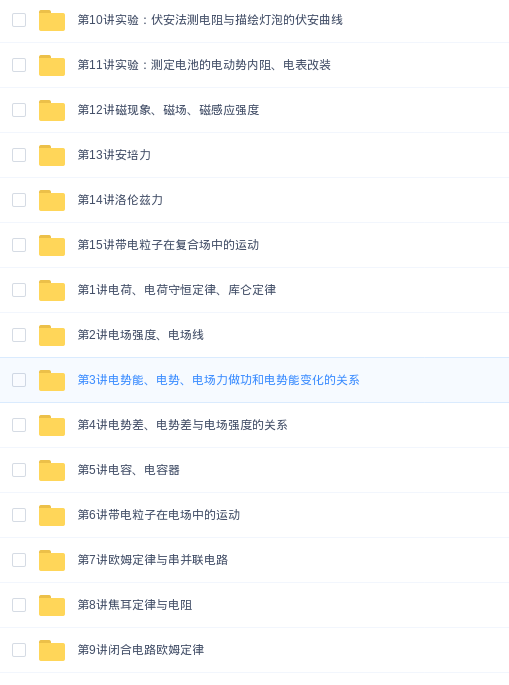 第10讲实验：伏安法测电阻与描绘灯泡的伏安曲线
第11讲实验：测定电池的电动势内阻、电表改装
第12讲磁现象、磁场、磁感应强度
第13讲安培力
第14讲洛伦兹力
第15讲带电粒子在复合场中的运动
第1讲电荷、电荷守恒定律、库仑定律
第2讲电场强度、电场线
第3讲电势能、电势、电场力做功和电势能变化的关系
第4讲电势差、电势差与电场强度的关系
第5讲电容、电容器
第6讲带电粒子在电场中的运动
第7讲欧姆定律与串并联电路
第8讲焦耳定律与电阻
第9讲闭合电路欧姆定律